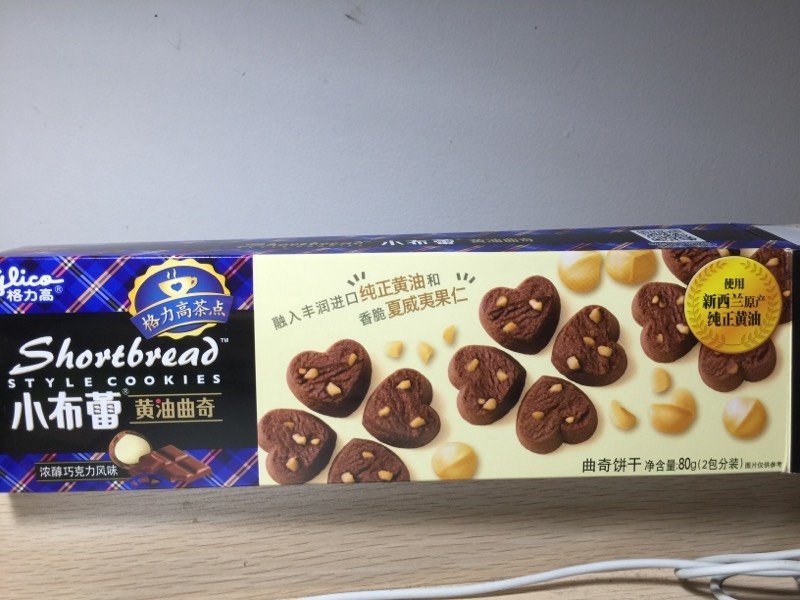 小布蕾 黄油曲奇
glico
格力高®
格力高茶点
Shortbread™
STYLE COOKIES
小布蕾® 黄油曲奇
浓醇巧克力风味
融入丰润进口纯正黄油和
香脆夏威夷果仁
使用
新西兰原产
纯正黄油
曲奇饼干 净含量:80g(2包分装) 图片仅供参考